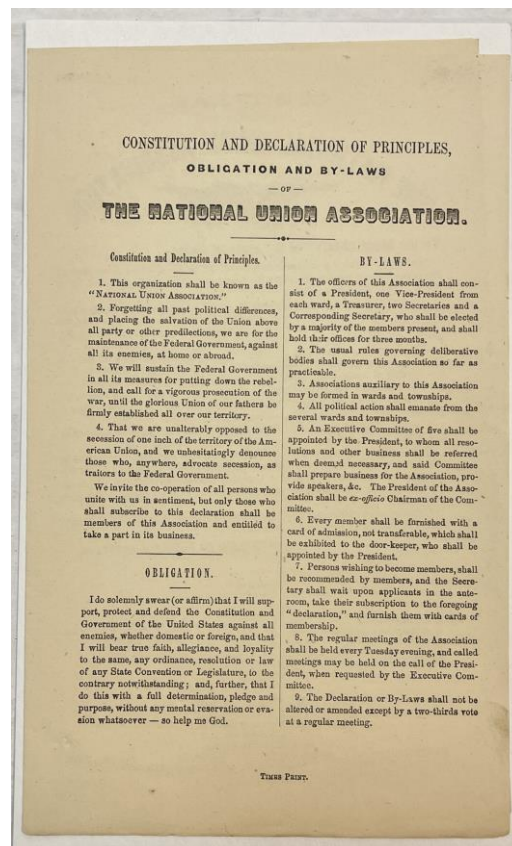 CONSTITUTION AND DECLARATION OF PRINCIPLES,
OBLIGATION AND BY-LAWS
— OF —
THE NATIONAL UNION ASSOCIATION.
Constitution and Declaration of Principles.
1. This organization shall be known as the
"NATIONAL UNION ASSOCIATION."
2. Forgetting all past political differences,
and placing the salvation of the Union above
all party or other predilections, we are for the
maintenance of the Federal Government, against
all its enemies, at home or abroad.
3. We will sustain the Federal Government
in all its measures for putting down the rebel-
lion, and call for a vigorous prosecution of the
war, until the glorious Union of our fathers be
firmly established all over our territory.
4. That we are unalterably opposed to the
secession of one inch of the territory of the Am-
erican Union, and we unhesitatingly denounce
those who, anywhere, advocate secession, as
traitors to the Federal Government.
We invite the co-operation of all persons who
unite with us in sentiment, but only those who
shall subscribe to this declaration shall be
members of this Association and entitled to
take a part in its business.
OBLIGATION.
I do solemnly swear (or affirm) that I will sup-
port, protect and defend the Constitution and
Government of the United States against all
enemies, whether domestic or foreign, and that
I will bear true faith, allegiance, and loyality
to the same, any ordinance, resolution or law
of any State Convention or Legislature, to the
contrary notwithstanding; and, further, that I
do this with a full determination, pledge and
purpose, without any mental reservation or eva-
sion whatsoever — so help me God.
BY-LAWS.
1. The officers of this Association shall con-
sist of a President, one Vice-President from
each ward, a Treasurer, two Secretaries and a
Corresponding Secretary, who shall be elected
by a majority of the members present, and shall
hold their offices for three months.
2. The usual rules governing deliberative
bodies shall govern this Association so far as
practicable.
3. Associations auxiliary to this Association
may be formed in wards and townships.
4. All political action shall emanate from the
several wards and townships.
5. An Executive Committee of five shall be
appointed by the President, to whom all reso-
lutions and other business shall be referred
when deemed necessary, and said Committee
shall prepare business for the Association, pro-
vide speakers, &c. The President of the Asso-
ciation shall be ex-officio Chairman of the Com-
mittee.
6. Every member shall be furnished with a
card of admission, not transferable, which shall
be exhibited to the door-keeper, who shall be
appointed by the President.
7. Persons wishing to become members, shall
be recommended by members, and the Secre-
tary shall wait upon applicants in the ante-
room, take their subscription to the foregoing
"declaration," and furnish them with cards of
membership.
8. The regular meetings of the Association
shall be held every Tuesday evening, and called
meetings may be held on the call of the Presi-
dent, when requested by the Executive Com-
mittee.
9. The Declaration or By-Laws shall not be
altered or amended except by a two-thirds vote
at a regular meeting.
TIMES PRINT.